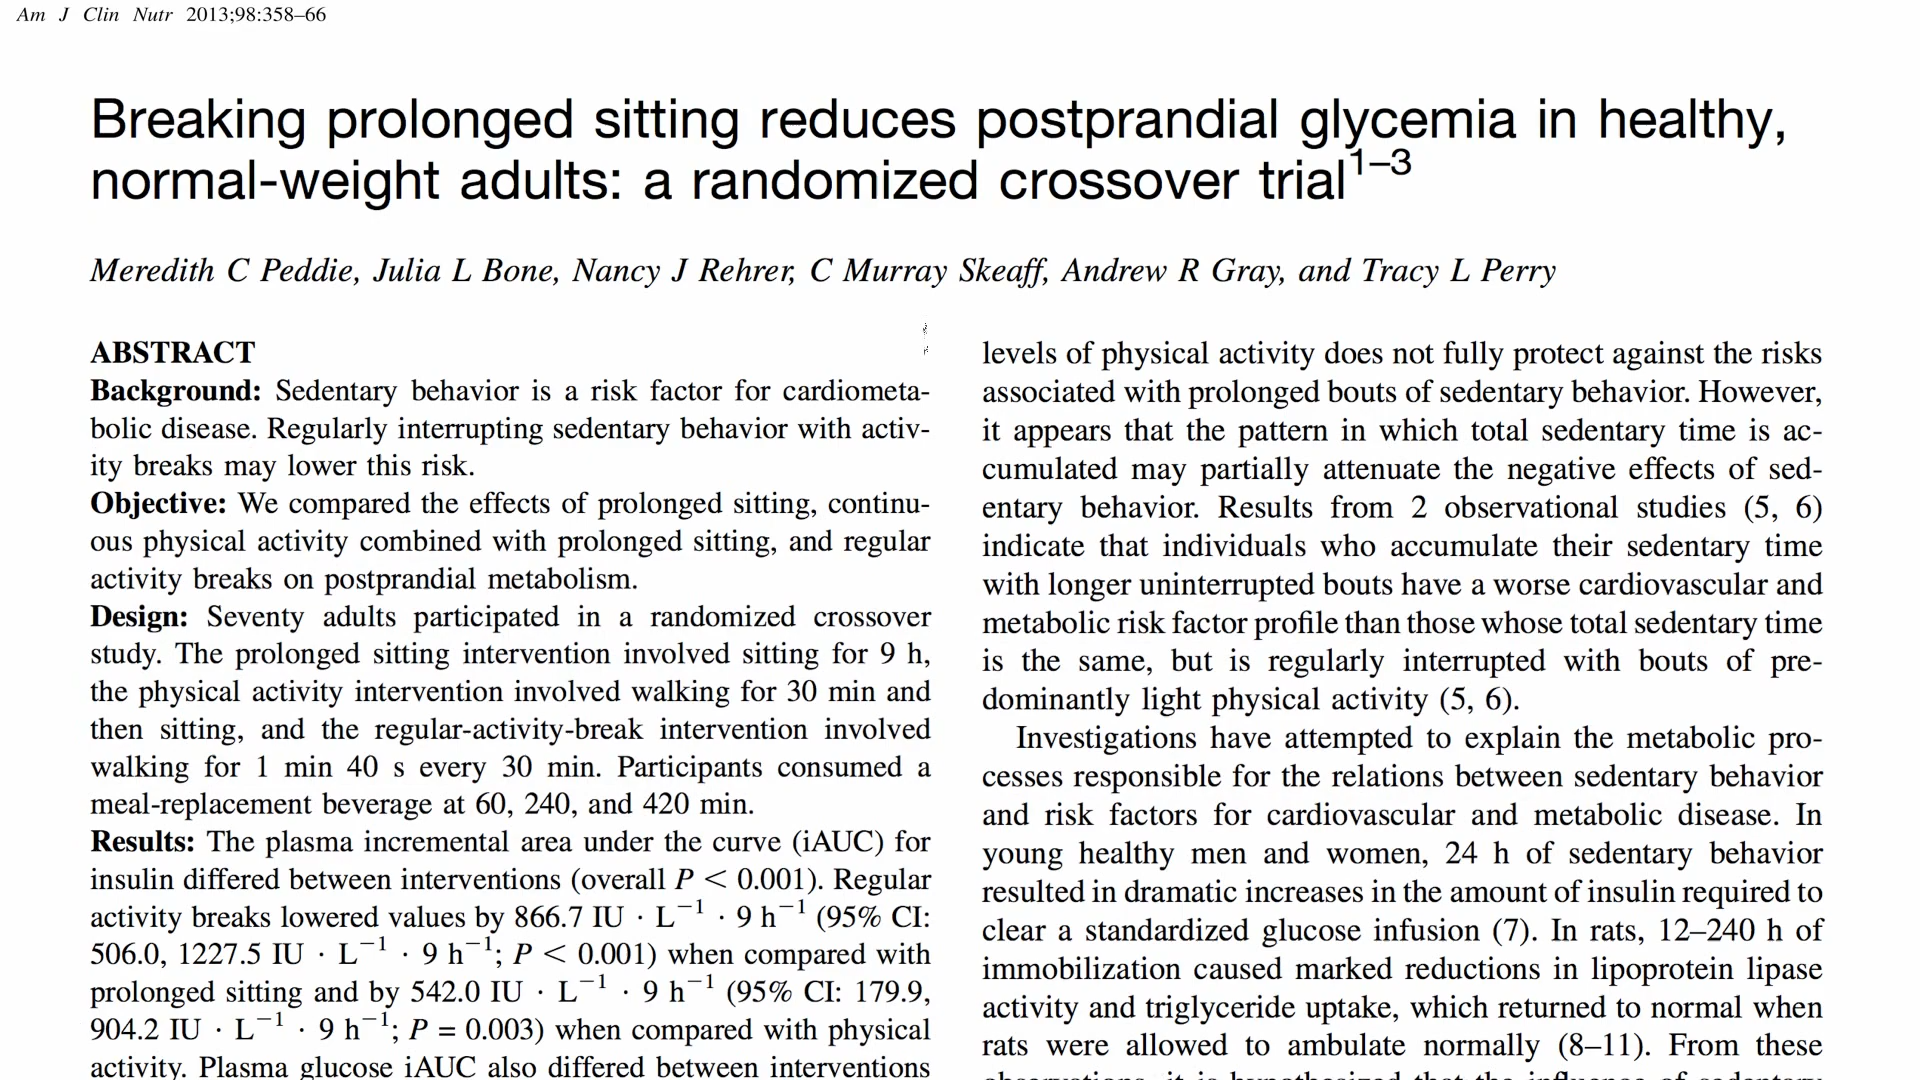 Am J Clin Nutr 2013;98:358–66
Breaking prolonged sitting reduces postprandial glycemia in healthy,
normal-weight adults: a randomized crossover trial1–3
Meredith C Peddie, Julia L Bone, Nancy J Rehrer, C Murray Skeaff, Andrew R Gray, and Tracy L Perry
ABSTRACT
Background: Sedentary behavior is a risk factor for cardiometa-
bolic disease. Regularly interrupting sedentary behavior with activ-
ity breaks may lower this risk.
Objective: We compared the effects of prolonged sitting, continu-
ous physical activity combined with prolonged sitting, and regular
activity breaks on postprandial metabolism.
Design: Seventy adults participated in a randomized crossover
study. The prolonged sitting intervention involved sitting for 9 h,
the physical activity intervention involved walking for 30 min and
then sitting, and the regular-activity-break intervention involved
walking for 1 min 40 s every 30 min. Participants consumed a
meal-replacement beverage at 60, 240, and 420 min.
Results: The plasma incremental area under the curve (iAUC) for
insulin differed between interventions (overall P < 0.001). Regular
activity breaks lowered values by 866.7 IU · L−1 · 9 h−1 (95% CI:
506.0, 1227.5 IU · L−1 · 9 h−1; P < 0.001) when compared with
prolonged sitting and by 542.0 IU · L−1 · 9 h−1 (95% CI: 179.9,
904.2 IU · L−1 · 9 h−1; P = 0.003) when compared with physical
activity. Plasma glucose iAUC also differed between interventions
levels of physical activity does not fully protect against the risks
associated with prolonged bouts of sedentary behavior. However,
it appears that the pattern in which total sedentary time is ac-
cumulated may partially attenuate the negative effects of sed-
entary behavior. Results from 2 observational studies (5, 6)
indicate that individuals who accumulate their sedentary time
with longer uninterrupted bouts have a worse cardiovascular and
metabolic risk factor profile than those whose total sedentary time
is the same, but is regularly interrupted with bouts of pre-
dominantly light physical activity (5, 6).
Investigations have attempted to explain the metabolic pro-
cesses responsible for the relations between sedentary behavior
and risk factors for cardiovascular and metabolic disease. In
young healthy men and women, 24 h of sedentary behavior
resulted in dramatic increases in the amount of insulin required to
clear a standardized glucose infusion (7). In rats, 12–240 h of
immobilization caused marked reductions in lipoprotein lipase
activity and triglyceride uptake, which returned to normal when
rats were allowed to ambulate normally (8–11). From these